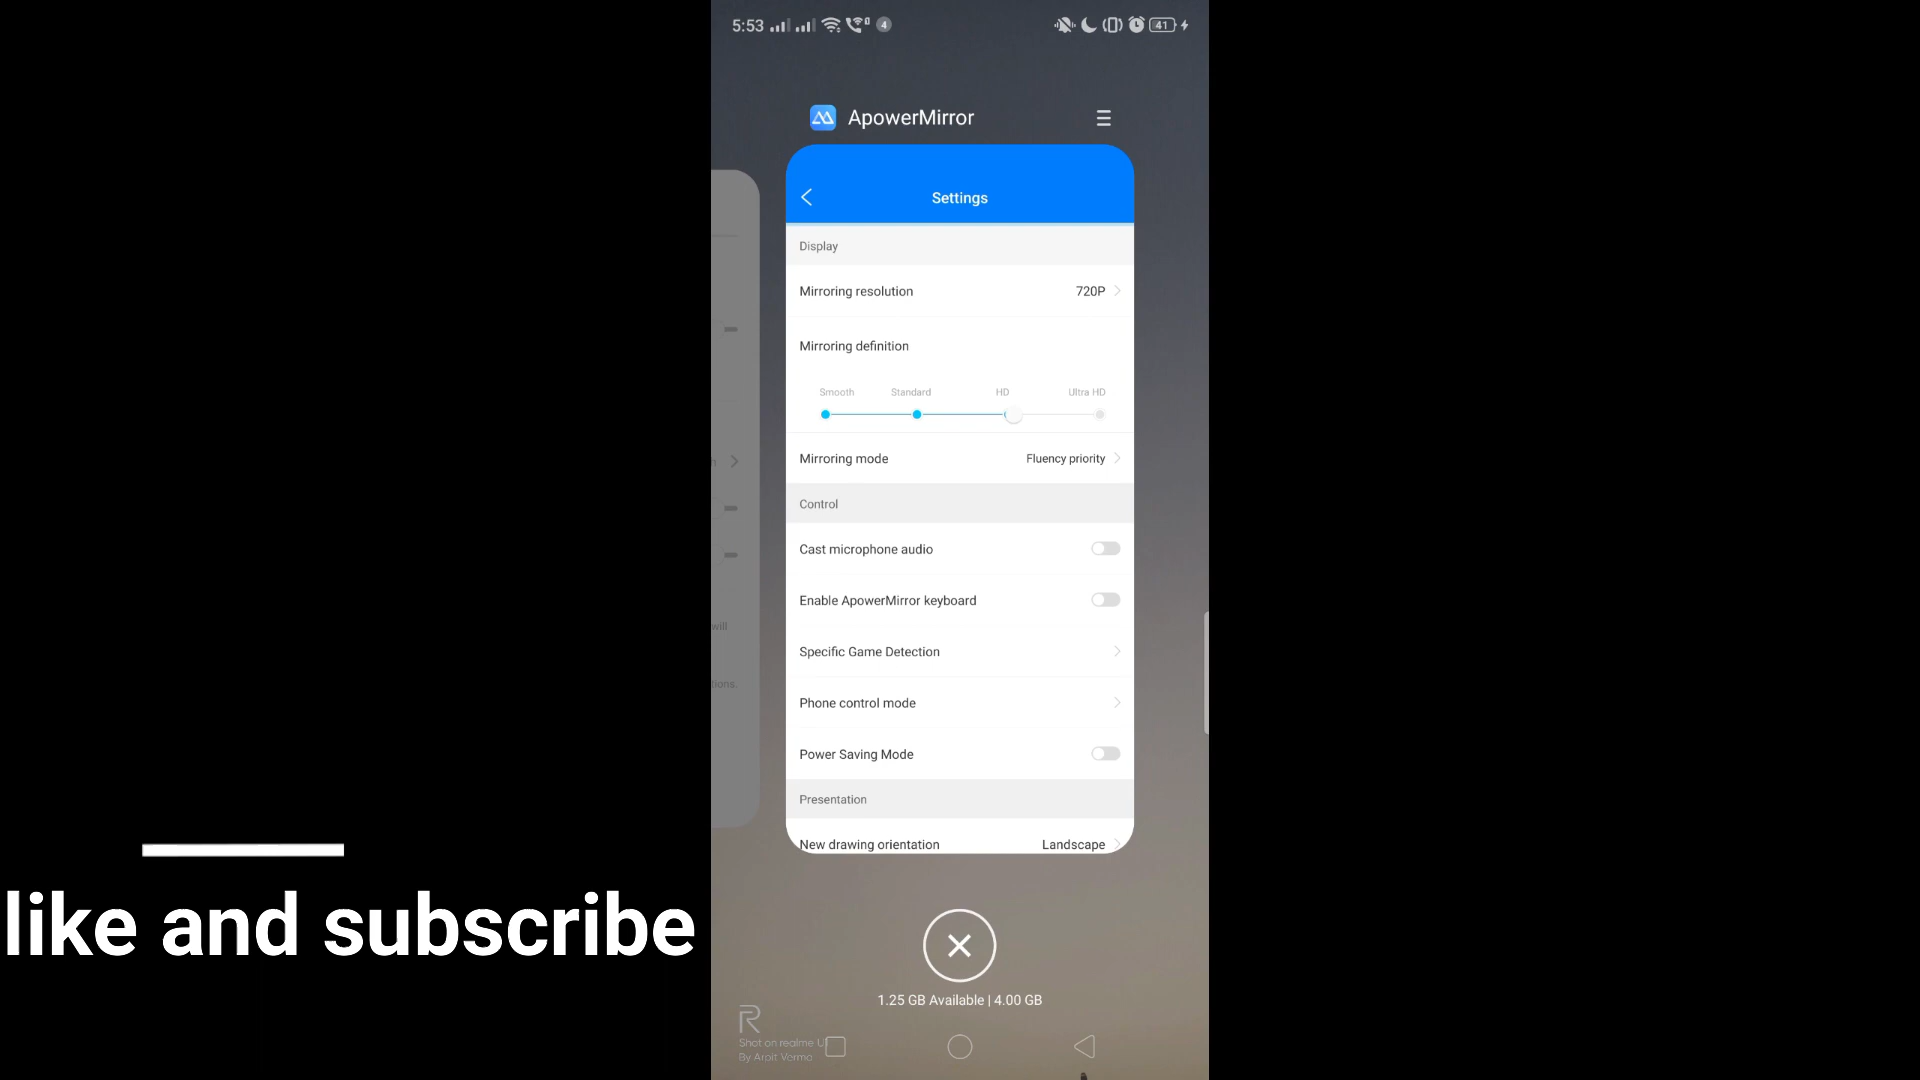 5:53
4
41
ApowerMirror
Settings
Display
Mirroring resolution 720P
Mirroring definition
Smooth Standard HD Ultra HD
Mirroring mode Fluency priority
Control
Cast microphone audio
Enable ApowerMirror keyboard
Specific Game Detection
will
Phone control mode
tions.
Power Saving Mode
Presentation
New drawing orientation Landscape
like and subscribe
1.25 GB Available | 4.00 GB
R
Shot on realme U1
By Arpit Verma